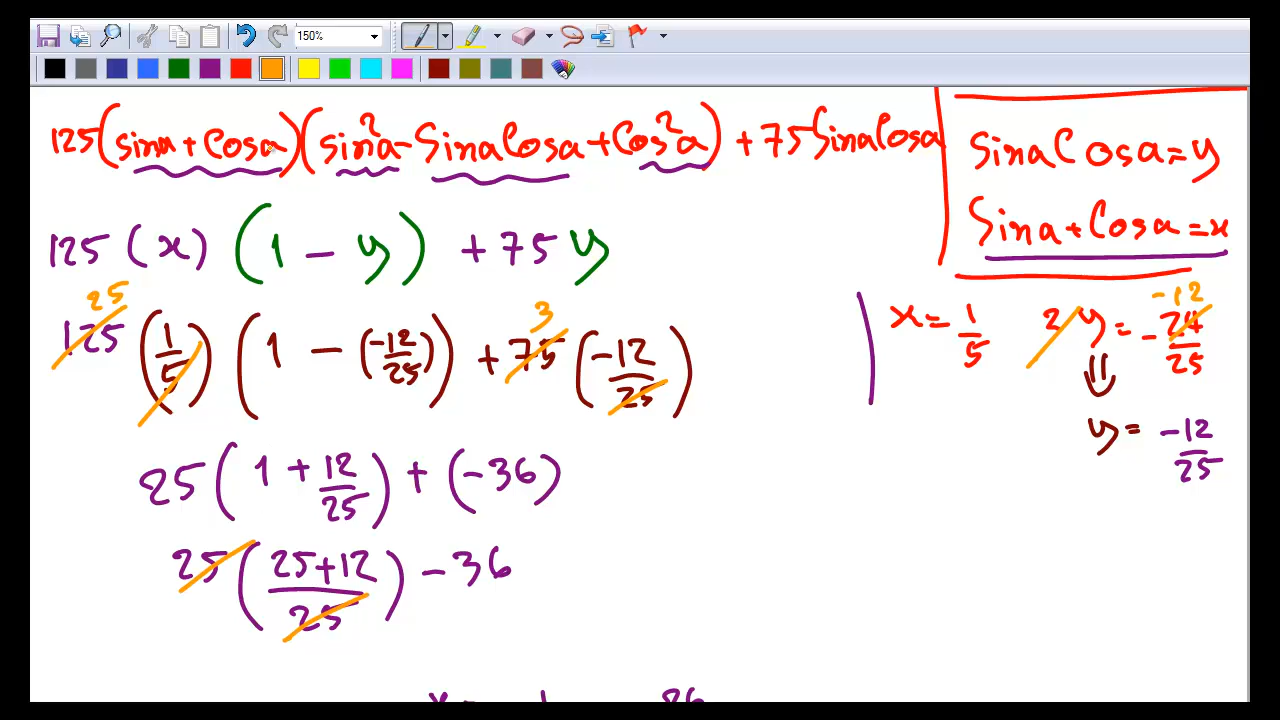 150%
125(sina + Cosa)(sin²a - SinaCosa + Cos²a) + 75SinaCosa
SinaCosa = y
Sina + Cosa = x
125 (x) (1 - y) + 75y
x = 1/5
2y = -24/25
-12
y = -12/25
25
3
125 (1/5) (1 - (-12/25)) + 75 (-12/25)
25 (1 + 12/25) + (-36)
25 ((25+12)/25) - 36